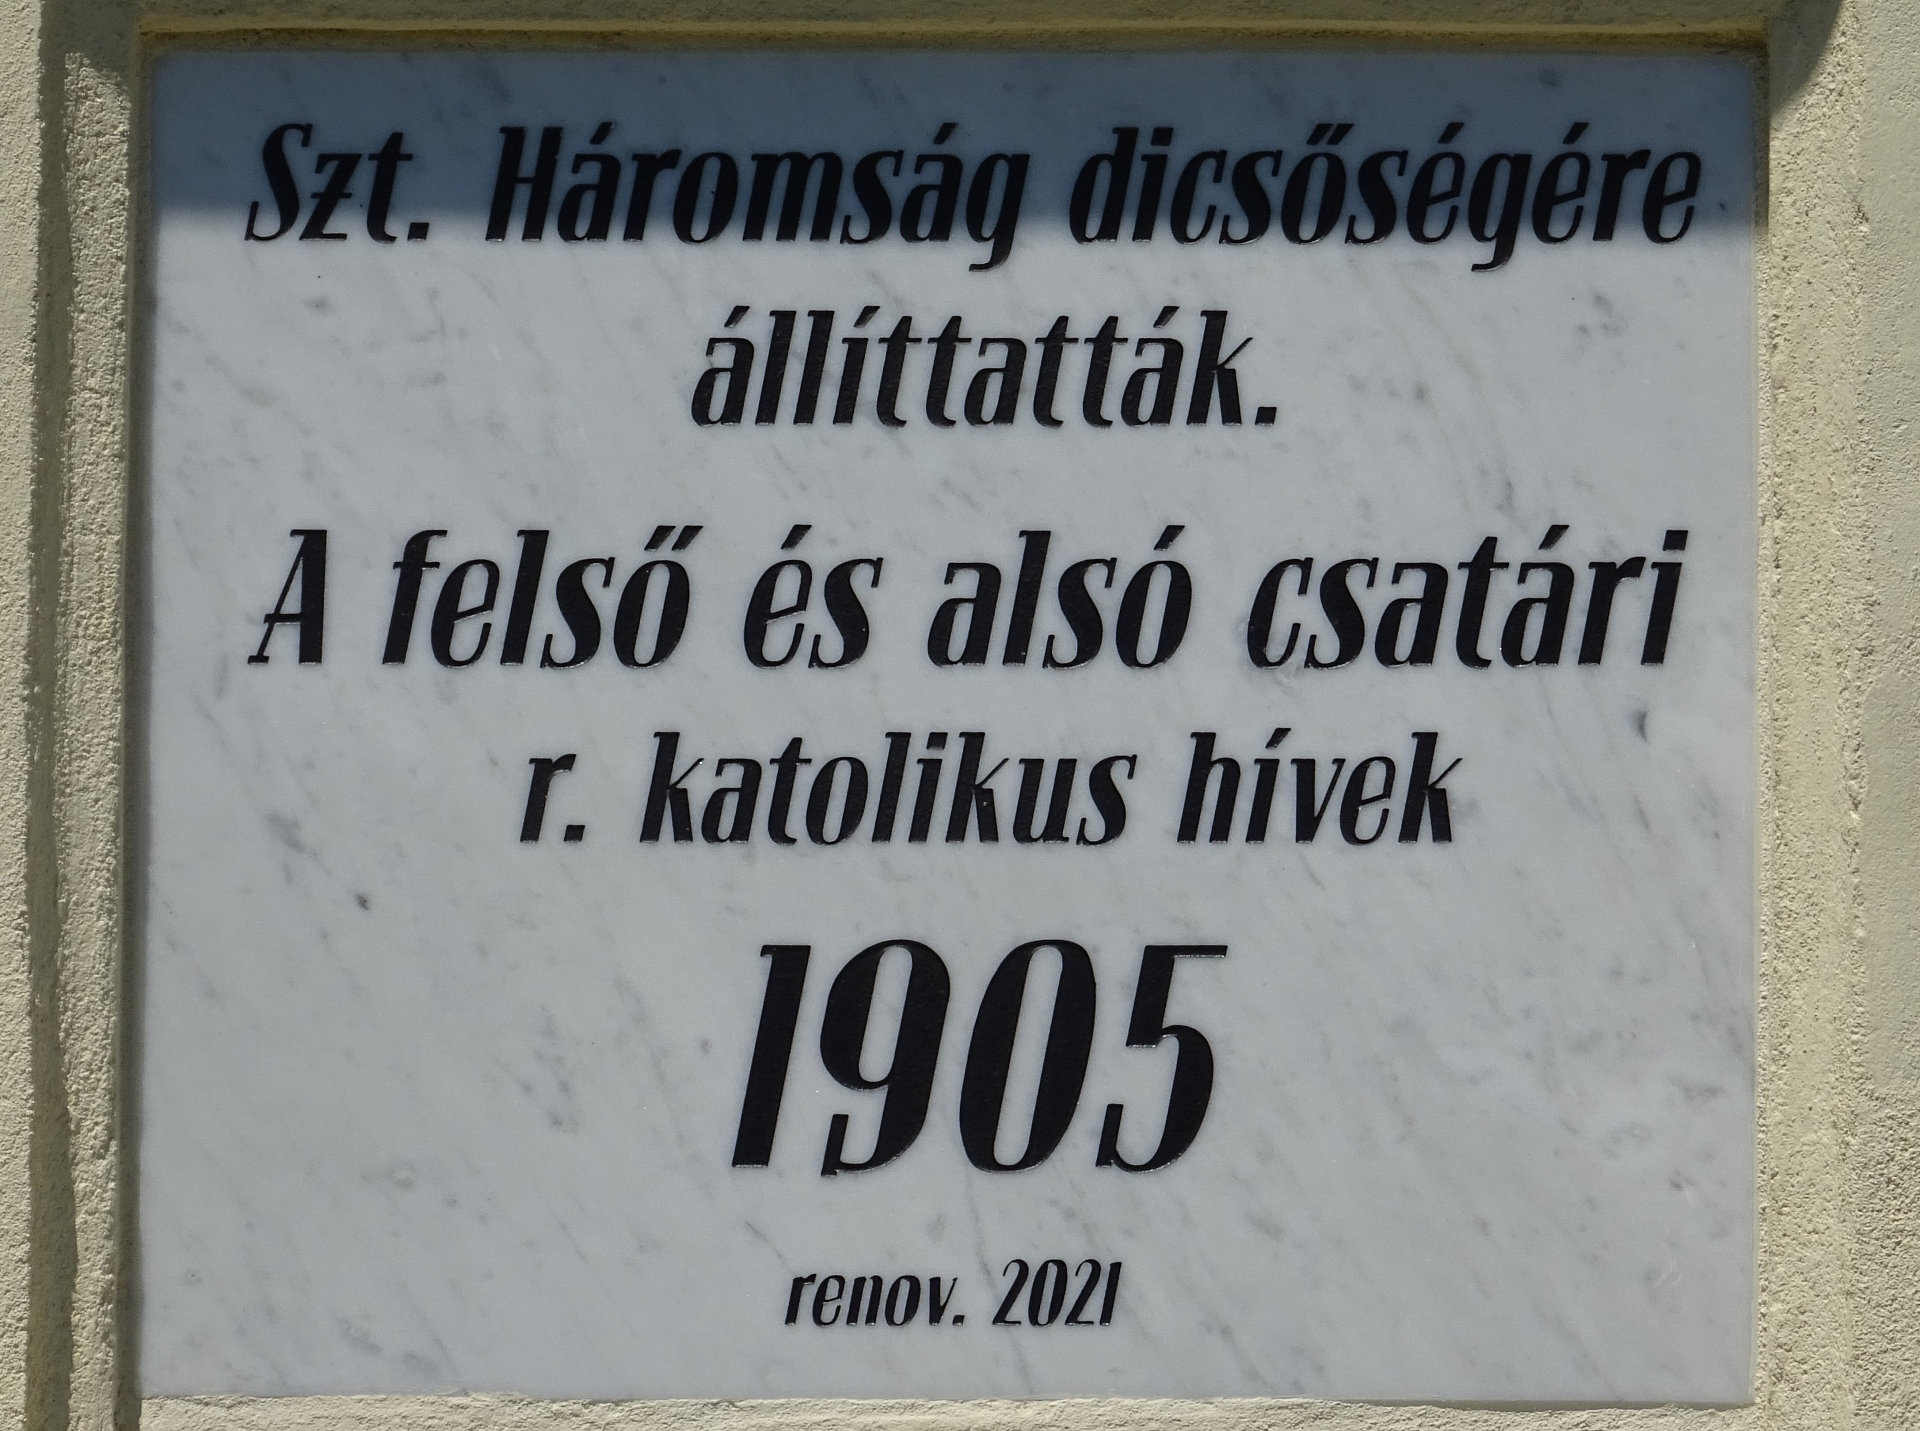 Szt. Háromság dicsőségére
állíttatták.
A felső és alsó csatári
r. katolikus hívek
1905
renov. 2021